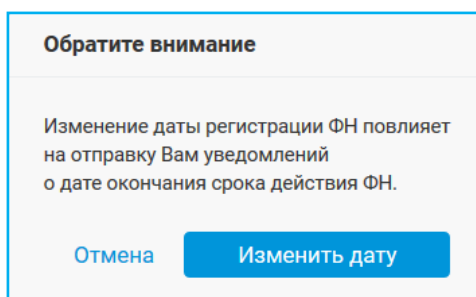 Обратите внимание
Изменение даты регистрации ФН повлияет
на отправку Вам уведомлений
о дате окончания срока действия ФН.
Отмена
Изменить дату